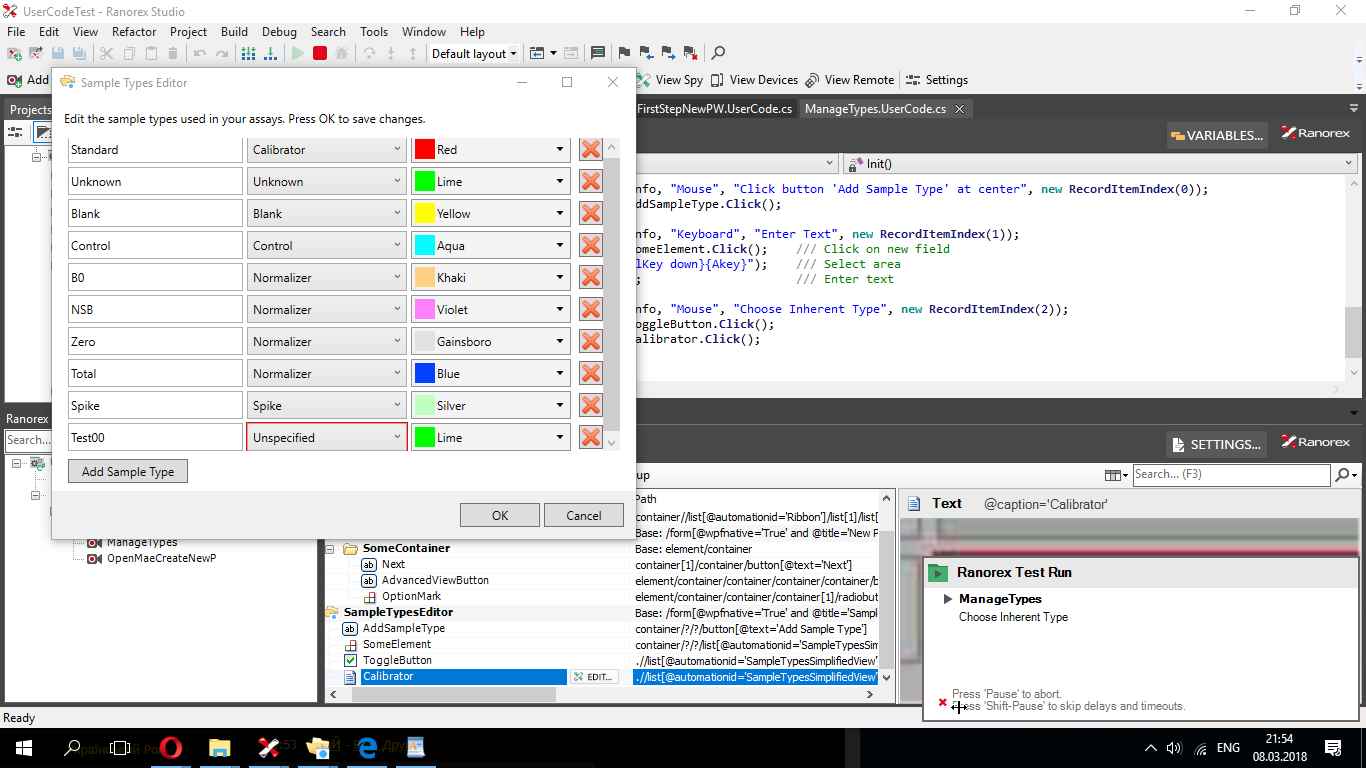 UserCodeTest - Ranorex Studio
File Edit View Refactor Project Build Debug Search Tools Window Help
Default layout
Add
View Spy View Devices View Remote Settings
Sample Types Editor
Projects
FirstStepNewPW.UserCode.cs ManageTypes.UserCode.cs
Edit the sample types used in your assays. Press OK to save changes.
VARIABLES... Ranorex
Standard Calibrator Red
Init()
Unknown Unknown Lime
nfo, "Mouse", "Click button 'Add Sample Type' at center", new RecordItemIndex(0));
ddSampleType.Click();
Blank Blank Yellow
nfo, "Keyboard", "Enter Text", new RecordItemIndex(1));
Control Control Aqua
omeElement.Click(); /// Click on new field
lKey down}{Akey}"); /// Select area
B0 Normalizer Khaki
; /// Enter text
NSB Normalizer Violet
nfo, "Mouse", "Choose Inherent Type", new RecordItemIndex(2));
oggleButton.Click();
Zero Normalizer Gainsboro
alibrator.Click();
Total Normalizer Blue
Spike Spike Silver
Ranorex
Test00 Unspecified Lime
Search...
SETTINGS... Ranorex
Add Sample Type
up
Search... (F3)
Path
Text @caption='Calibrator'
OK Cancel
container//list[@automationid='Ribbon']/list[1]/list[
Base: /form[@wpfnative='True' and @title='New P
ManageTypes
SomeContainer Base: element/container
OpenMaeCreateNewP
Next container[1]/container/button[@text='Next']
AdvancedViewButton element/container/container/container/container/b
OptionMark element/container/container/container[1]/radiobut
SampleTypesEditor Base: /form[@wpfnative='True' and @title='Sampl
AddSampleType container/?/?/button[@text='Add Sample Type']
SomeElement container/?/?/list[@automationid='SampleTypesSim
ToggleButton .//list[@automationid='SampleTypesSimplifiedView'
Calibrator EDIT... .//list[@automationid='SampleTypesSimplifiedView'
Ranorex Test Run
ManageTypes
Choose Inherent Type
Press 'Pause' to abort.
'Shift-Pause' to skip delays and timeouts.
Ready
ENG
21:54
08.03.2018